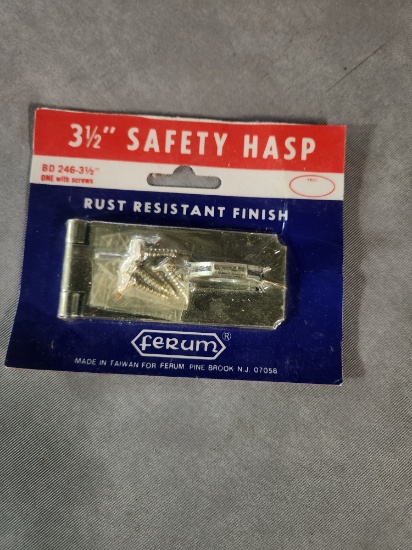 3½" SAFETY HASP
BD 246-3½"
ONE with screws
RUST RESISTANT FINISH
FERUM®
MADE IN TAIWAN FOR FERUM, PINE BROOK N.J. 07058